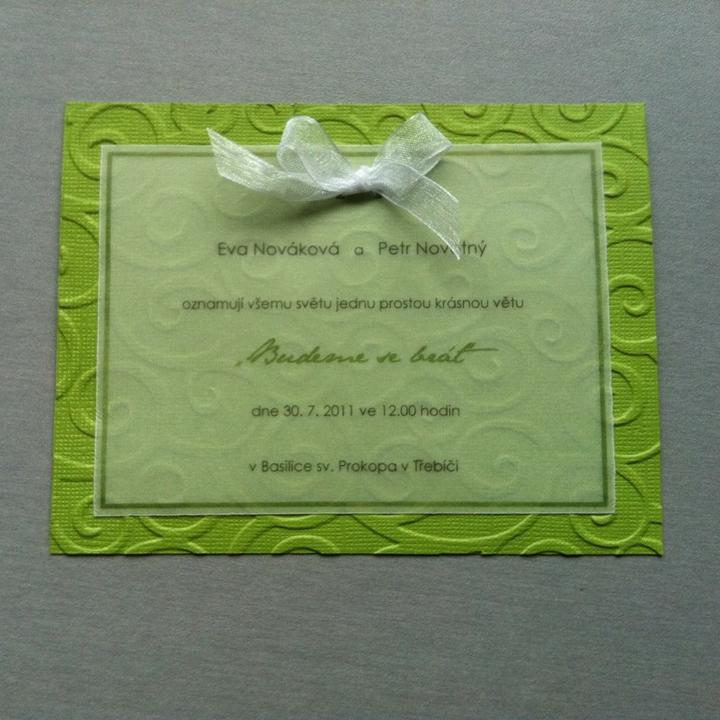 Eva Nováková a Petr Novotný
oznamují všemu světu jednu prostou krásnou větu
„Budeme se brát"
dne 30. 7. 2011 ve 12.00 hodin
v Basilice sv. Prokopa v Třebíči